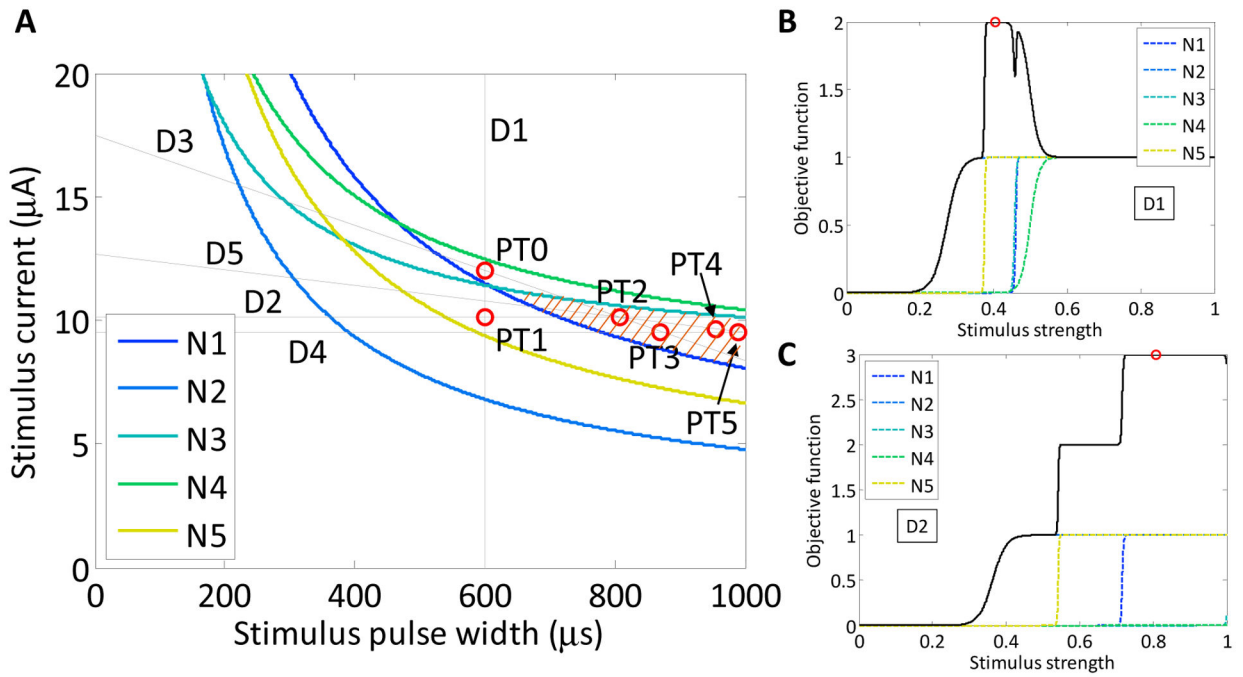 A
Stimulus current (μA)
20
15
10
5
0
D3
D1
D5
D2
D4
PT0
PT1
PT2
PT3
PT4
PT5
N1
N2
N3
N4
N5
0 200 400 600 800 1000
Stimulus pulse width (μs)
B
Objective function
2
1.5
1
0.5
0
N1
N2
N3
N4
N5
D1
0 0.2 0.4 0.6 0.8 1
Stimulus strength
C
Objective function
3
2.5
2
1.5
1
0.5
0
N1
N2
N3
N4
N5
D2
0 0.2 0.4 0.6 0.8 1
Stimulus strength